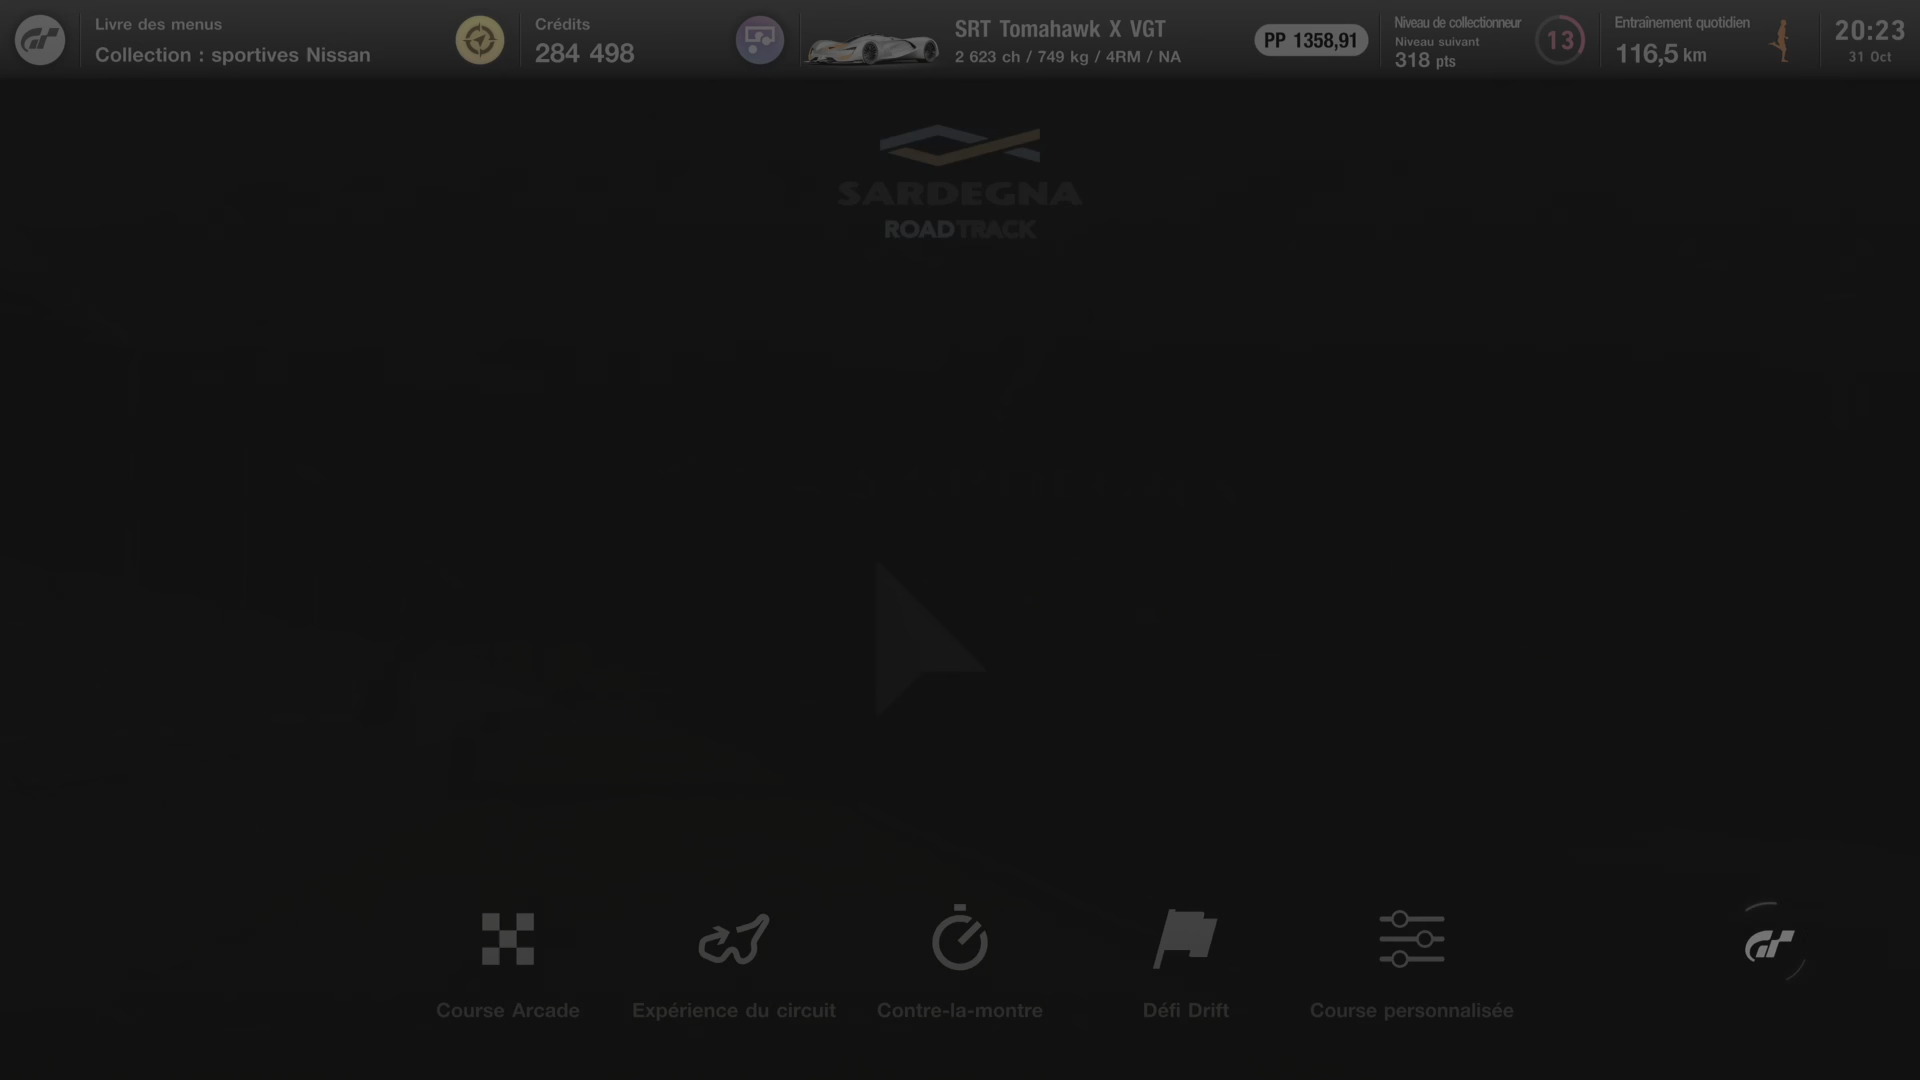 Livre des menus
Collection : sportives Nissan
Crédits
284 498
SRT Tomahawk X VGT
2 623 ch / 749 kg / 4RM / NA
PP 1358,91
Niveau de collectionneur
Niveau suivant
318 pts
13
Entraînement quotidien
116,5 km
20:23
31 Oct
SARDEGNA
ROAD TRACK
Course Arcade
Expérience du circuit
Contre-la-montre
Défi Drift
Course personnalisée